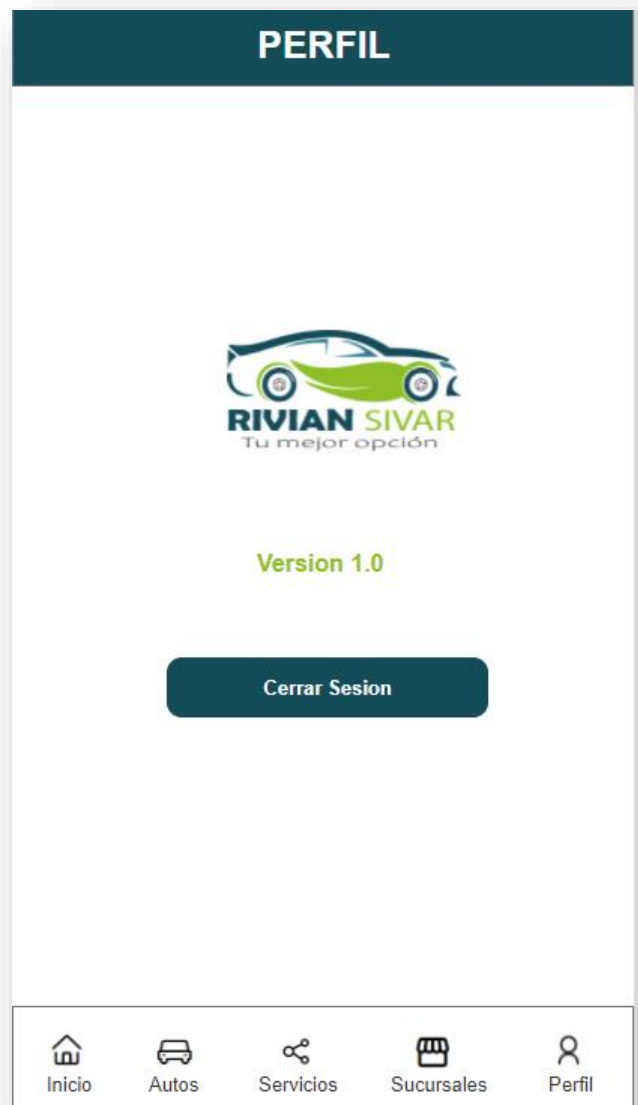 PERFIL
RIVIAN SIVAR
Tu mejor opción
Version 1.0
Cerrar Sesion
Inicio Autos Servicios Sucursales Perfil